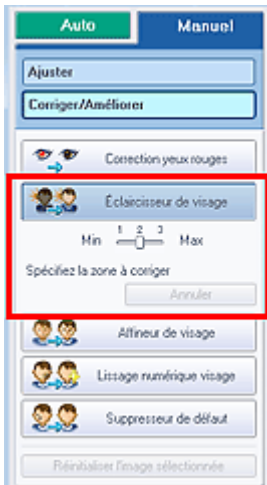 Auto Manuel
Ajuster
Corriger/Améliorer
Correction yeux rouges
Éclaircisseur de visage
1 2 3
Min Max
Spécifiez la zone à corriger
Annuler
Affineur de visage
Lissage numérique visage
Suppresseur de défaut
Réinitialiser l'image sélectionnée